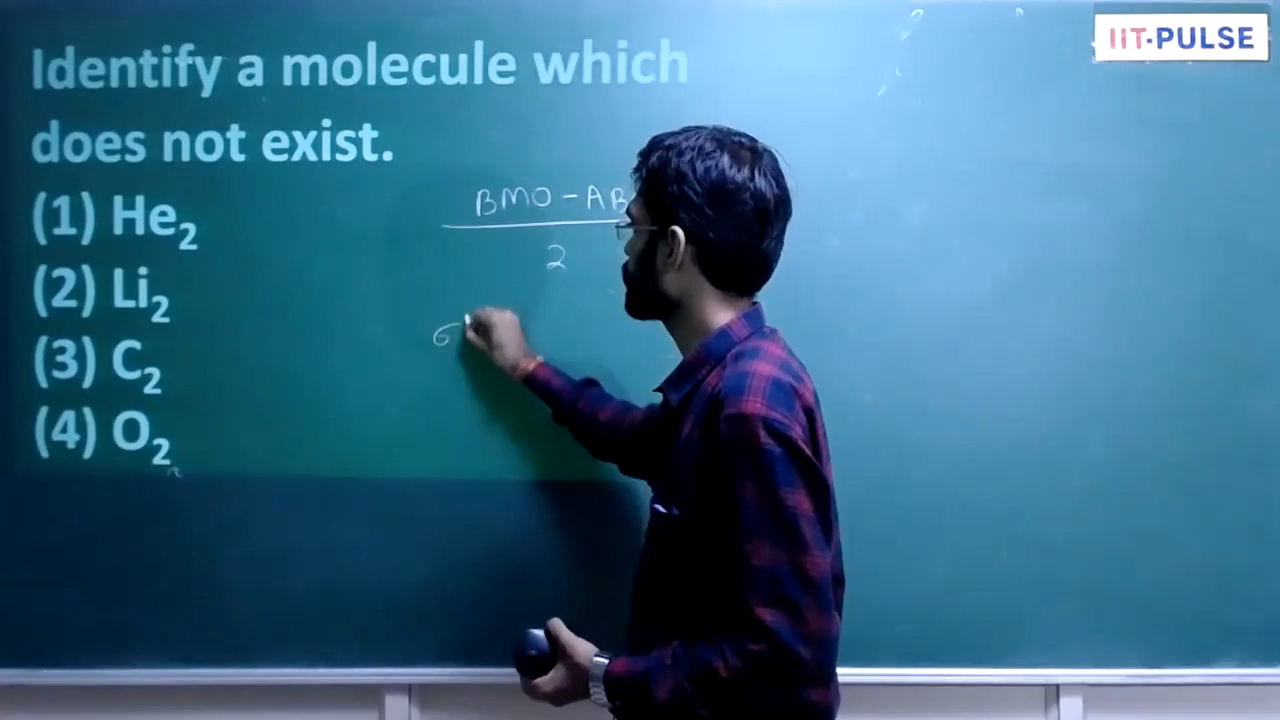 IIT-PULSE
Identify a molecule which
does not exist.
(1) He₂
(2) Li₂
(3) C₂
(4) O₂
BMO - AB
2
σ